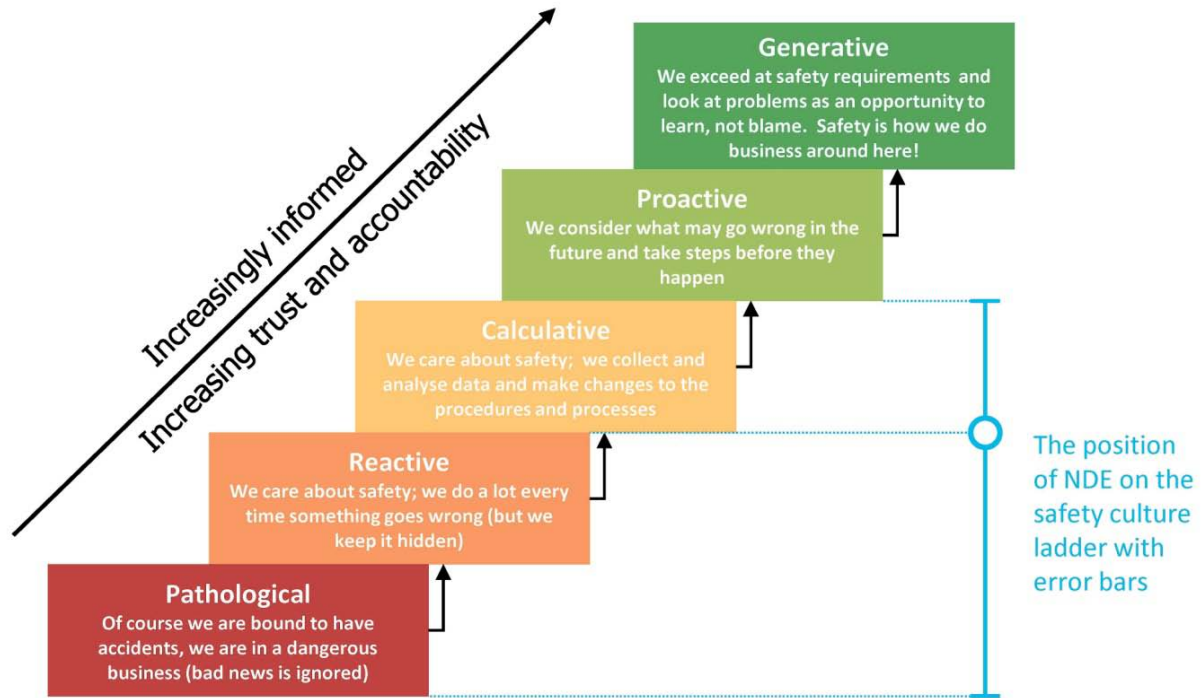 Generative
We exceed at safety requirements and
look at problems as an opportunity to
learn, not blame. Safety is how we do
business around here!
Increasingly informed
Increasing trust and accountability
Proactive
We consider what may go wrong in the
future and take steps before they
happen
Calculative
We care about safety; we collect and
analyse data and make changes to the
procedures and processes
Reactive
We care about safety; we do a lot every
time something goes wrong (but we
keep it hidden)
The position
of NDE on the
safety culture
ladder with
error bars
Pathological
Of course we are bound to have
accidents, we are in a dangerous
business (bad news is ignored)